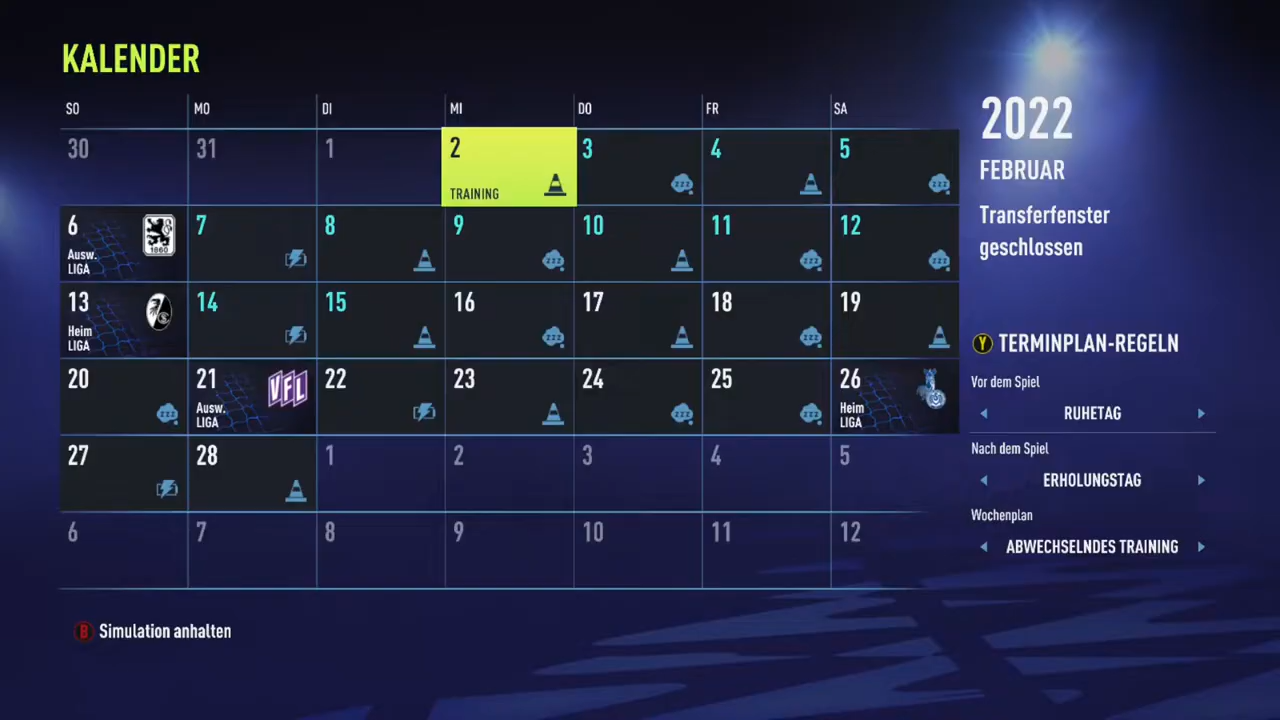 KALENDER
SO MO DI MI DO FR SA
30 31 1 2 3 4 5
TRAINING
6 7 8 9 10 11 12
1860
Ausw.
LIGA
13 14 15 16 17 18 19
Heim
LIGA
20 21 22 23 24 25 26
VFL
Ausw.
LIGA
Heim
LIGA
27 28 1 2 3 4 5
6 7 8 9 10 11 12
B Simulation anhalten
2022
FEBRUAR
Transferfenster
geschlossen
Y TERMINPLAN-REGELN
Vor dem Spiel
RUHETAG
Nach dem Spiel
ERHOLUNGSTAG
Wochenplan
ABWECHSELNDES TRAINING